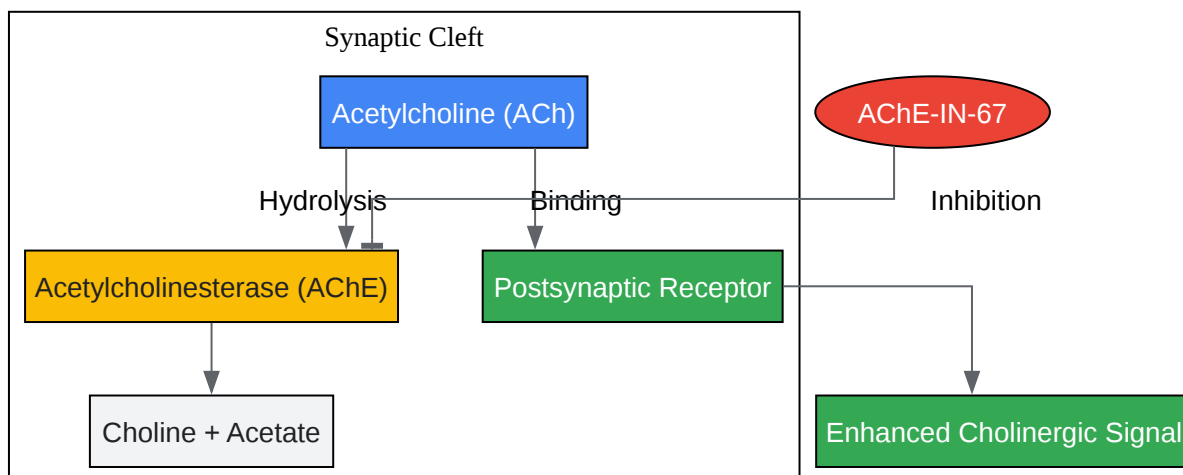 Synaptic Cleft
Acetylcholine (ACh)
AChE-IN-67
Hydrolysis
Binding
Inhibition
Acetylcholinesterase (AChE)
Postsynaptic Receptor
Choline + Acetate
Enhanced Cholinergic Signal